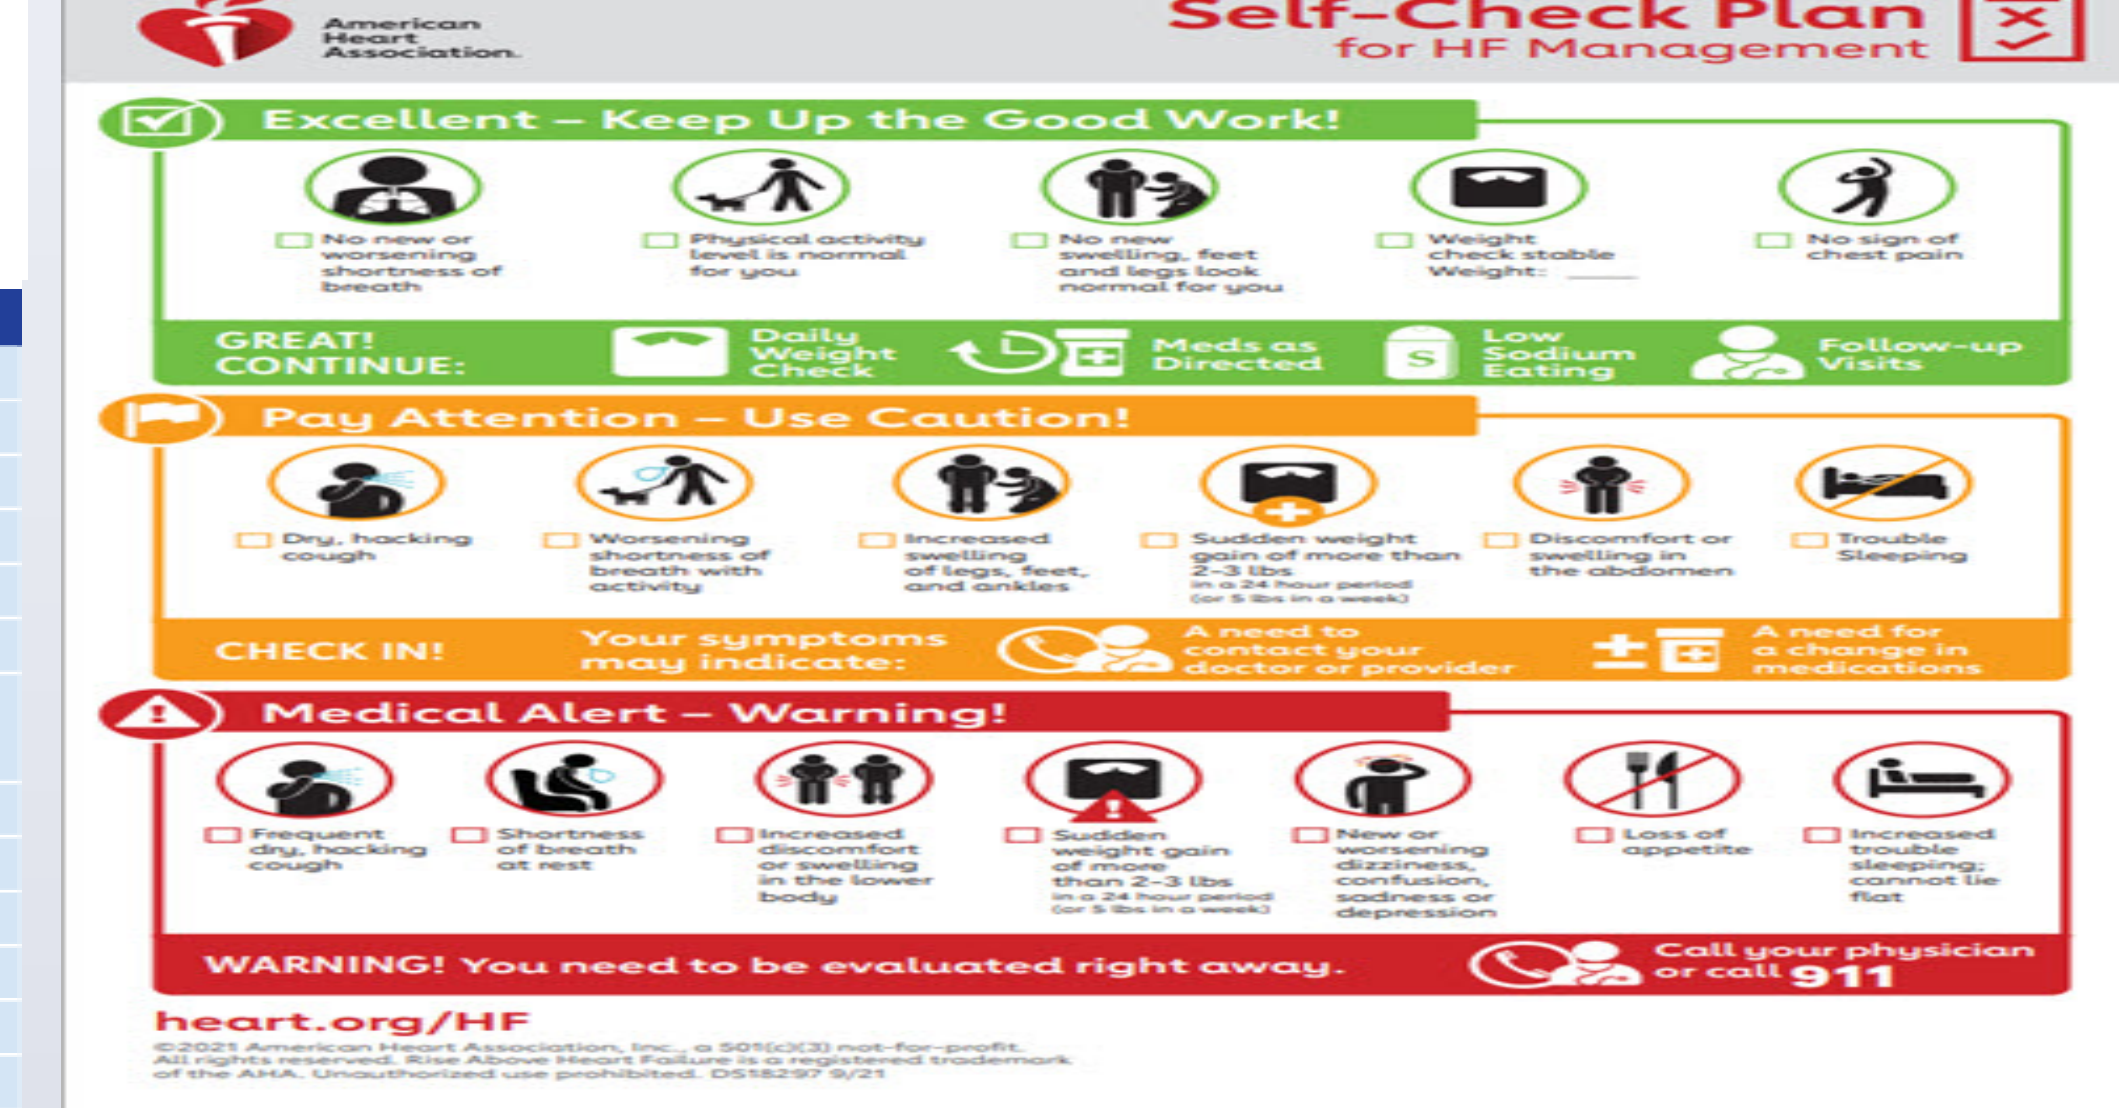 American
Heart
Association.
Self-Check Plan
for HF Management
Excellent – Keep Up the Good Work!
No new or
worsening
shortness of
breath
Physical activity
level is normal
for you
No new
swelling, feet
and legs look
normal for you
Weight
check stable
Weight: ____
No sign of
chest pain
GREAT!
CONTINUE:
Daily
Weight
Check
Meds as
Directed
S
Low
Sodium
Eating
Follow-up
Visits
Pay Attention – Use Caution!
Dry, hacking
cough
Worsening
shortness of
breath with
activity
Increased
swelling
of legs, feet,
and ankles
Sudden weight
gain of more than
2-3 lbs
in a 24 hour period
(or 5 lbs in a week)
Discomfort or
swelling in
the abdomen
Trouble
Sleeping
CHECK IN!
Your symptoms
may indicate:
A need to
contact your
doctor or provider
A need for
a change in
medications
Medical Alert – Warning!
Frequent
dry, hacking
cough
Shortness
of breath
at rest
Increased
discomfort
or swelling
in the lower
body
Sudden
weight gain
of more
than 2-3 lbs
in a 24 hour period
(or 5 lbs in a week)
New or
worsening
dizziness,
confusion,
sadness or
depression
Loss of
appetite
Increased
trouble
sleeping;
cannot lie
flat
WARNING! You need to be evaluated right away.
Call your physician
or call 911
heart.org/HF
©2021 American Heart Association, Inc., a 501(c)(3) not-for-profit.
All rights reserved. Rise Above Heart Failure is a registered trademark
of the AHA. Unauthorized use prohibited. DS18297 9/21